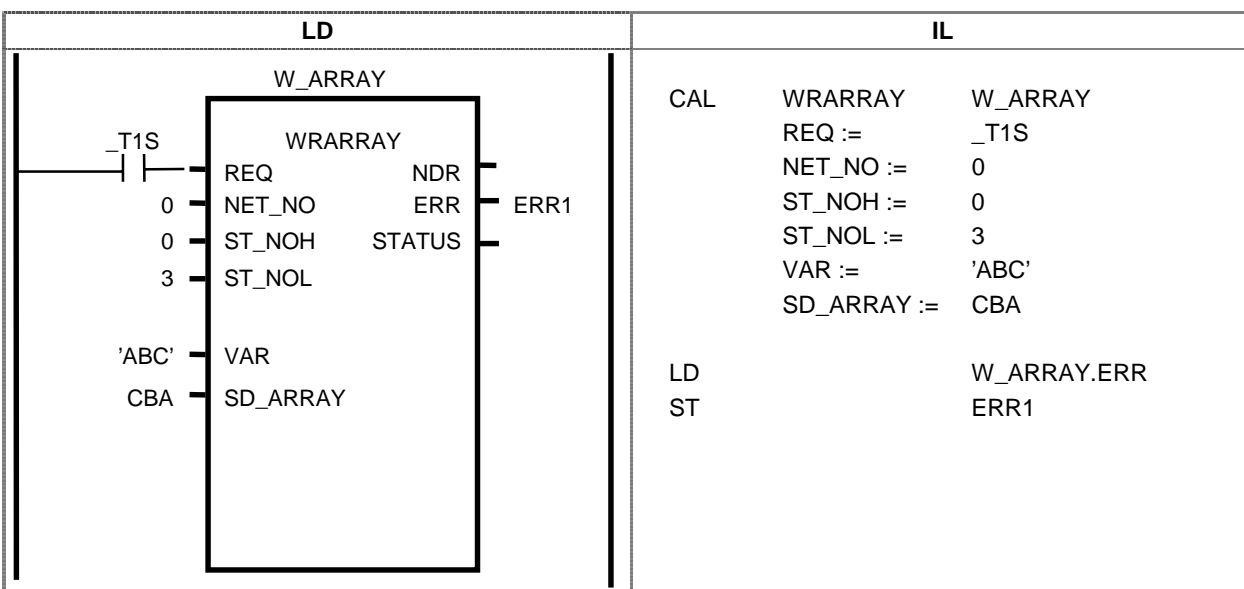 LD
W_ARRAY
WRARRAY
_T1S
REQ NDR
0 NET_NO ERR ERR1
0 ST_NOH STATUS
3 ST_NOL
'ABC' VAR
CBA SD_ARRAY
IL
CAL WRARRAY W_ARRAY
REQ := _T1S
NET_NO := 0
ST_NOH := 0
ST_NOL := 3
VAR := 'ABC'
SD_ARRAY := CBA
LD W_ARRAY.ERR
ST ERR1